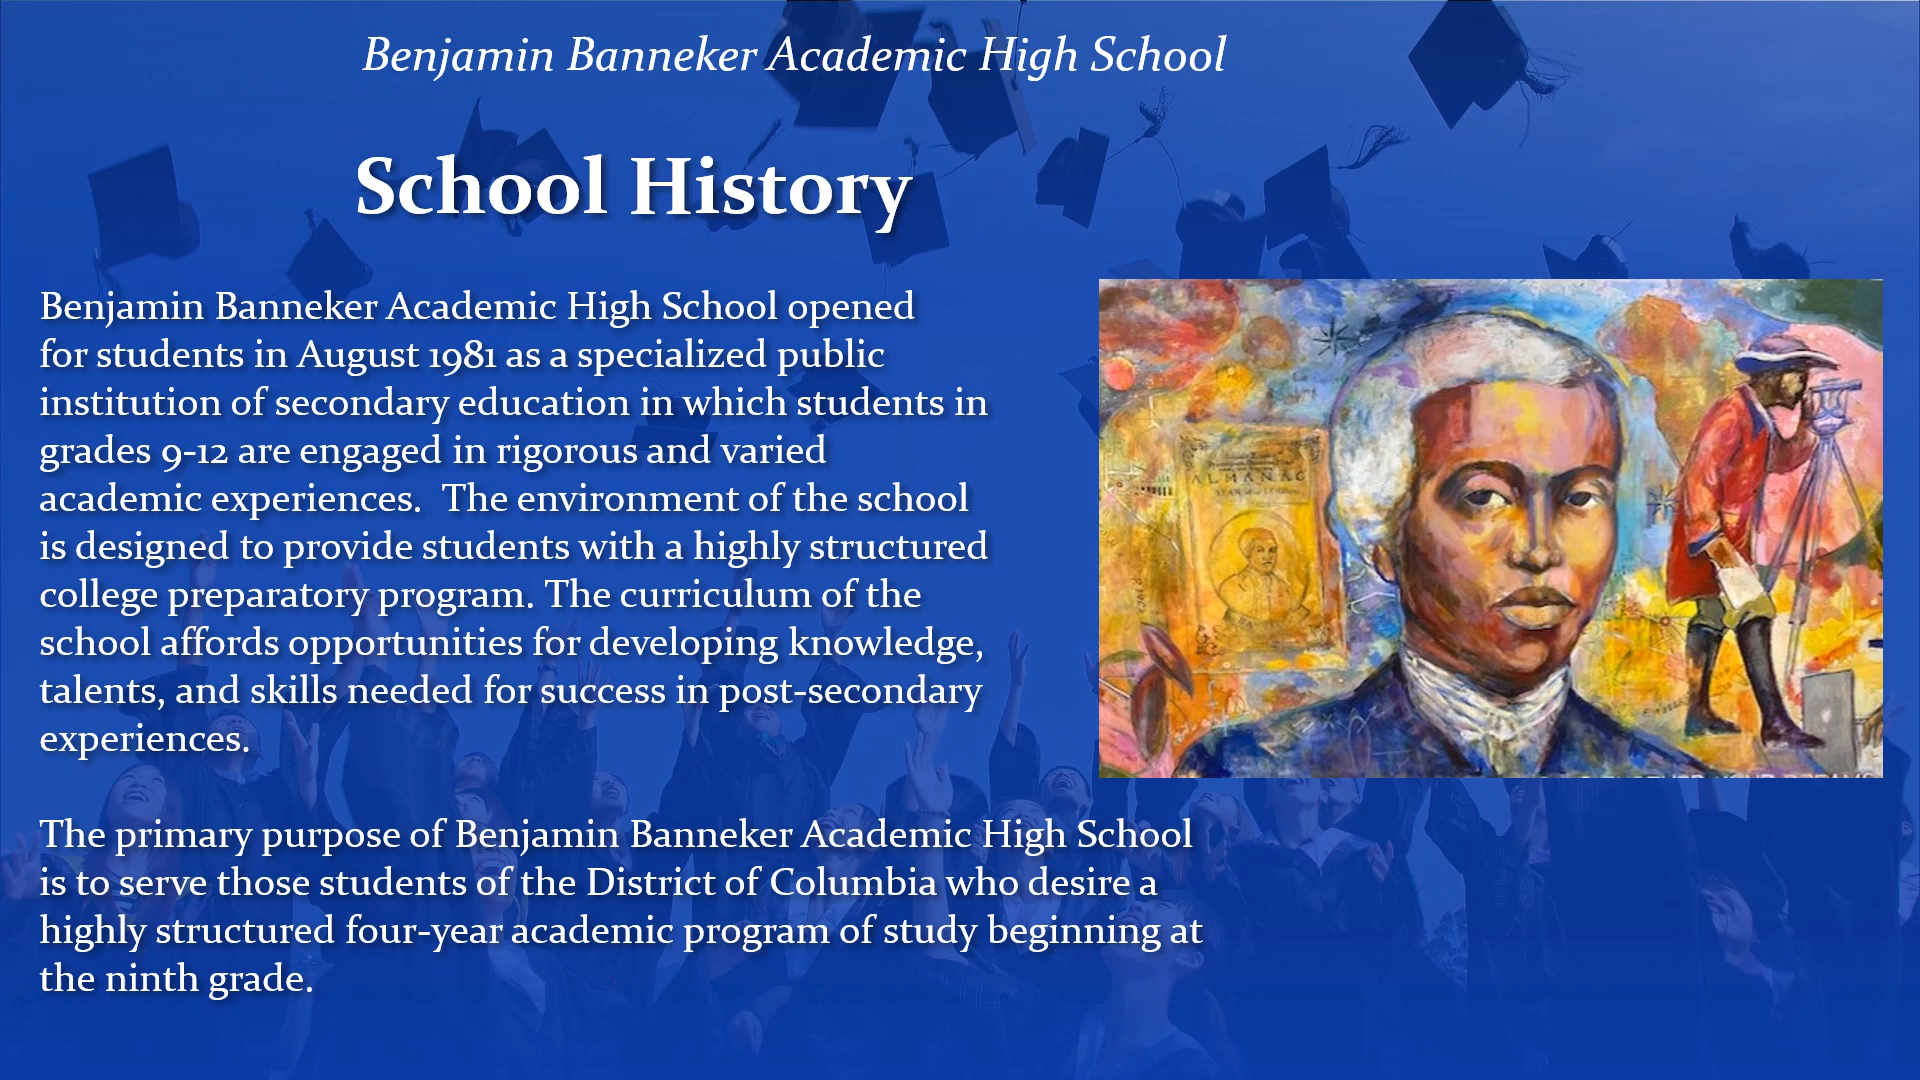 Benjamin Banneker Academic High School
School History
Benjamin Banneker Academic High School opened
for students in August 1981 as a specialized public
institution of secondary education in which students in
grades 9-12 are engaged in rigorous and varied
academic experiences.  The environment of the school
is designed to provide students with a highly structured
college preparatory program. The curriculum of the
school affords opportunities for developing knowledge,
talents, and skills needed for success in post-secondary
experiences.
ALMANAC
The primary purpose of Benjamin Banneker Academic High School
is to serve those students of the District of Columbia who desire a
highly structured four-year academic program of study beginning at
the ninth grade.